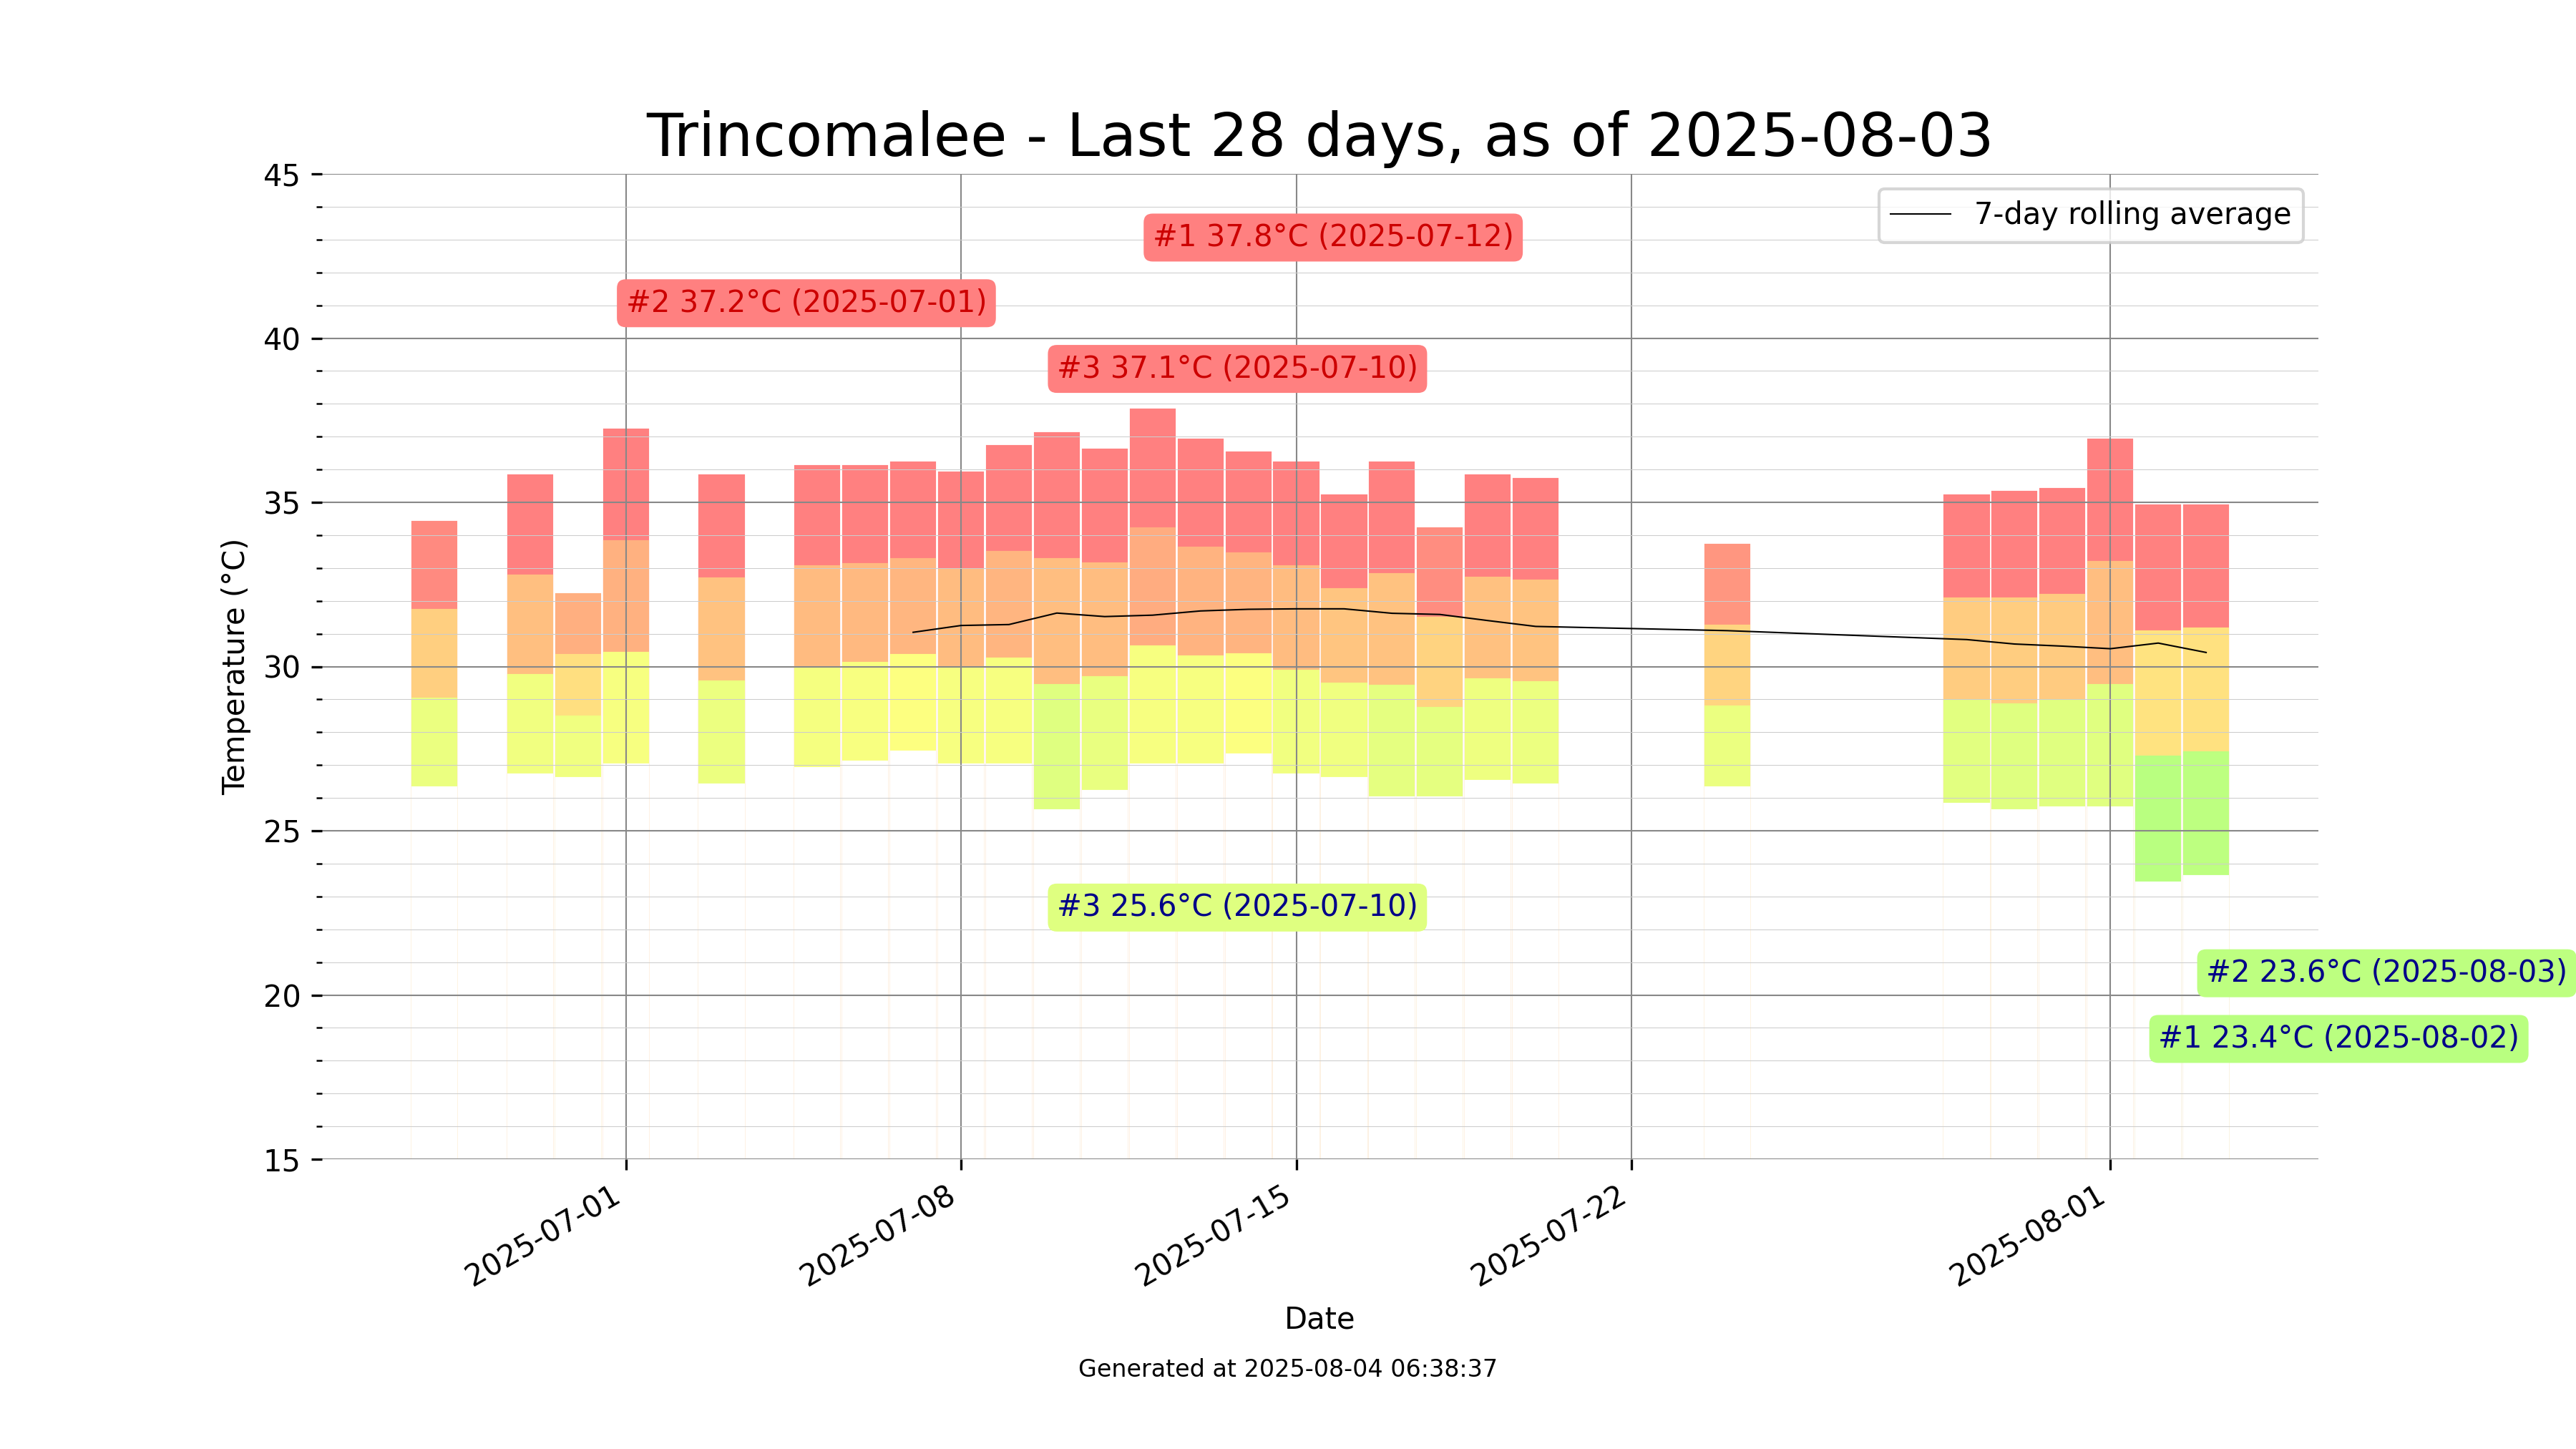 Trincomalee - Last 28 days, as of 2025-08-03
45
7-day rolling average
#1 37.8°C (2025-07-12)
#2 37.2°C (2025-07-01)
40
#3 37.1°C (2025-07-10)
35
Temperature (°C)
30
25
#3 25.6°C (2025-07-10)
#2 23.6°C (2025-08-03)
20
#1 23.4°C (2025-08-02)
15
2025-07-01
2025-07-08
2025-07-15
2025-07-22
2025-08-01
Date
Generated at 2025-08-04 06:38:37